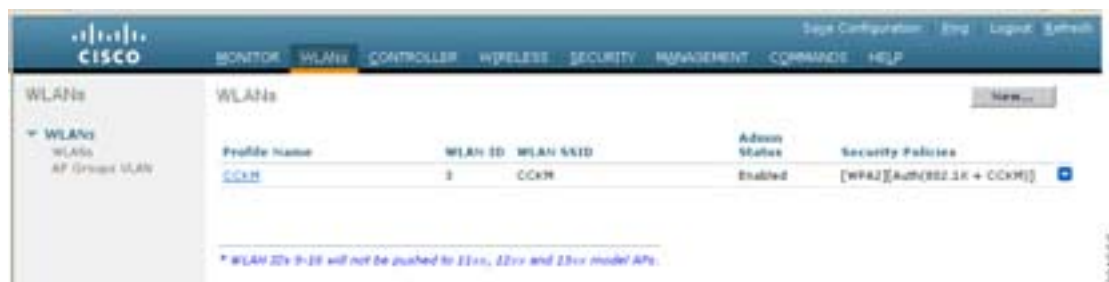 Save Configuration Ping Logout Refresh
CISCO
MONITOR WLANs CONTROLLER WIRELESS SECURITY MANAGEMENT COMMANDS HELP
WLANs
WLANs
New...
WLANs
WLANs
AP Groups VLAN
Profile Name WLAN ID WLAN SSID Admin Status Security Policies
CCKM 3 CCKM Enabled [WPA2][Auth(802.1X + CCKM)]
* WLAN IDs 9-16 will not be pushed to 11xx, 12xx and 13xx model APs.